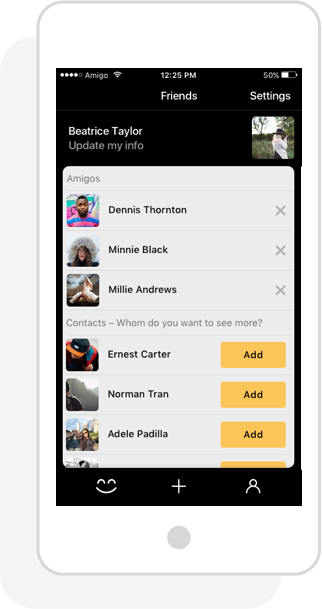 Amigo 12:25 PM 50%
Friends Settings
Beatrice Taylor
Update my info
Amigos
Dennis Thornton
Minnie Black
Millie Andrews
Contacts – Whom do you want to see more?
Ernest Carter Add
Norman Tran Add
Adele Padilla Add